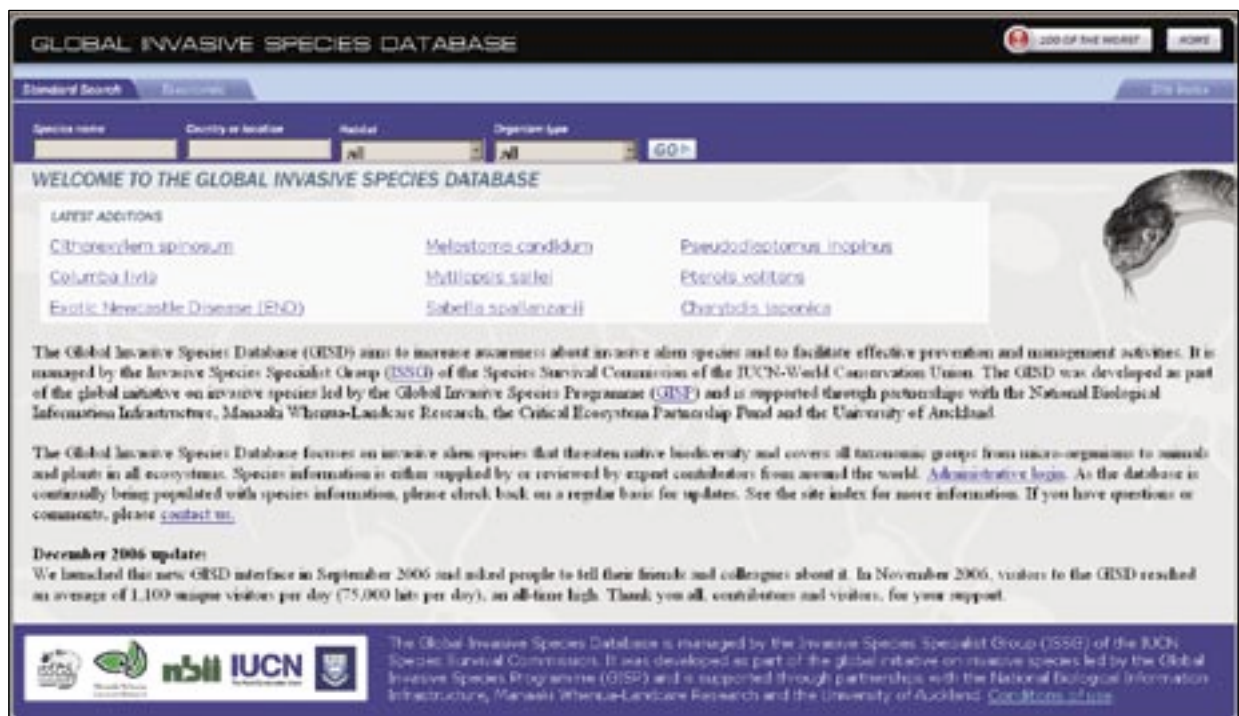 GLOBAL INVASIVE SPECIES DATABASE
100 OF THE WORST
HOME
Standard Search
Taxonomic
Site Index
Species name
Country or location
Habitat
Organism type
All
All
GO
WELCOME TO THE GLOBAL INVASIVE SPECIES DATABASE
LATEST ADDITIONS
Citharexylem spinosum
Melastoma candidum
Pseudodiaptomus inopinus
Columba livia
Mytilopsis sallei
Pterois volitans
Exotic Newcastle Disease (END)
Sabella spallanzanii
Charybdis japonica
The Global Invasive Species Database (GISD) aims to increase awareness about invasive alien species and to facilitate effective prevention and management activities. It is
managed by the Invasive Species Specialist Group (ISSG) of the Species Survival Commission of the IUCN-World Conservation Union. The GISD was developed as part
of the global initiative on invasive species led by the Global Invasive Species Programme (GISP) and is supported through partnerships with the National Biological
Information Infrastructure, Manaaki Whenua-Landcare Research, the Critical Ecosystem Partnership Fund and the University of Auckland
The Global Invasive Species Database focuses on invasive alien species that threaten native biodiversity and covers all taxonomic groups from micro-organisms to animals
and plants in all ecosystems. Species information is either supplied by or reviewed by expert contributors from around the world. Administrative login. As the database is
continually being populated with species information, please check back on a regular basis for updates. See the site index for more information. If you have questions or
comments, please contact us.
December 2006 update:
We launched this new GISD interface in September 2006 and asked people to tell their friends and colleagues about it. In November 2006, visitors to the GISD reached
an average of 1,100 unique visitors per day (75,000 hits per day), an all-time high. Thank you all, contributors and visitors, for your support.
nbii
IUCN
The Global Invasive Species Database is managed by the Invasive Species Specialist Group (ISSG) of the IUCN
Species Survival Commission. It was developed as part of the global initiative on invasive species led by the Global
Invasive Species Programme (GISP) and is supported through partnerships with the National Biological Information
Infrastructure, Manaaki Whenua-Landcare Research and the University of Auckland. Conditions of use